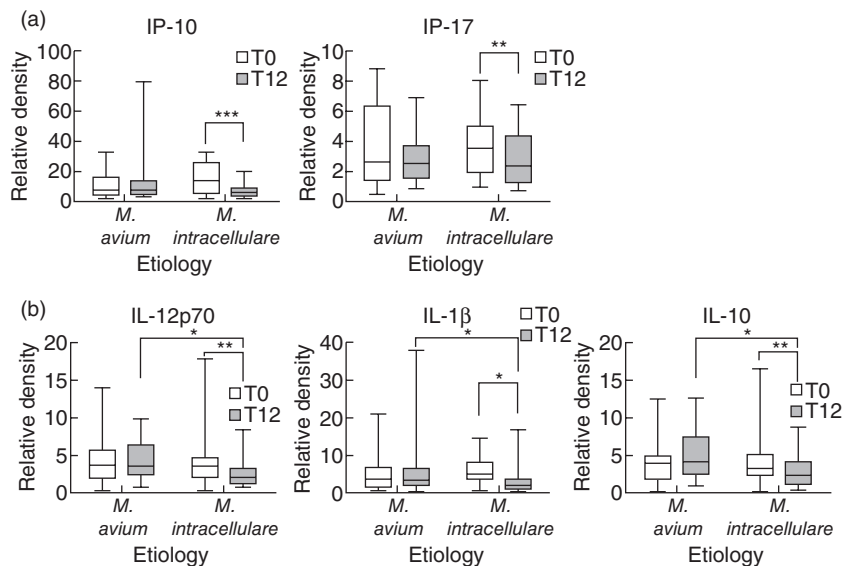 (a)
IP-10
Relative density
100
80
60
40
20
0
T0
T12
***
M. avium
M. intracellulare
Etiology
IP-17
Relative density
10
8
6
4
2
0
**
T0
T12
M. avium
M. intracellulare
Etiology
(b)
IL-12p70
Relative density
20
15
10
5
0
*
**
T0
T12
M. avium
M. intracellulare
Etiology
IL-1β
Relative density
40
30
20
10
0
T0
T12
*
*
M. avium
M. intracellulare
Etiology
IL-10
Relative density
20
15
10
5
0
*
**
T0
T12
M. avium
M. intracellulare
Etiology